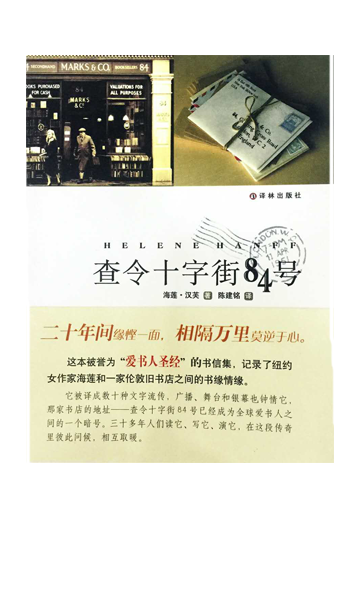 MARKS & CO.
84
BOOKS PURCHASED
FOR CASH
VALUATIONS FOR
ALL PURPOSES
MARKS
& CO
译林出版社
HELENE HANFF
LONDON.W
17 APR
1951
查令十字街84号
海莲·汉芙 著 陈建铭 译
二十年间缘悭一面，相隔万里莫逆于心。
这本被誉为“爱书人圣经”的书信集，记录了纽约
女作家海莲和一家伦敦旧书店之间的书缘情缘。
它被译成数十种文字流传，广播、舞台和银幕也钟情它，
那家书店的地址——查令十字街84号已经成为全球爱书人之
间的一个暗号。三十多年人们读它、写它、演它，在这段传奇
里彼此问候，相互取暖。